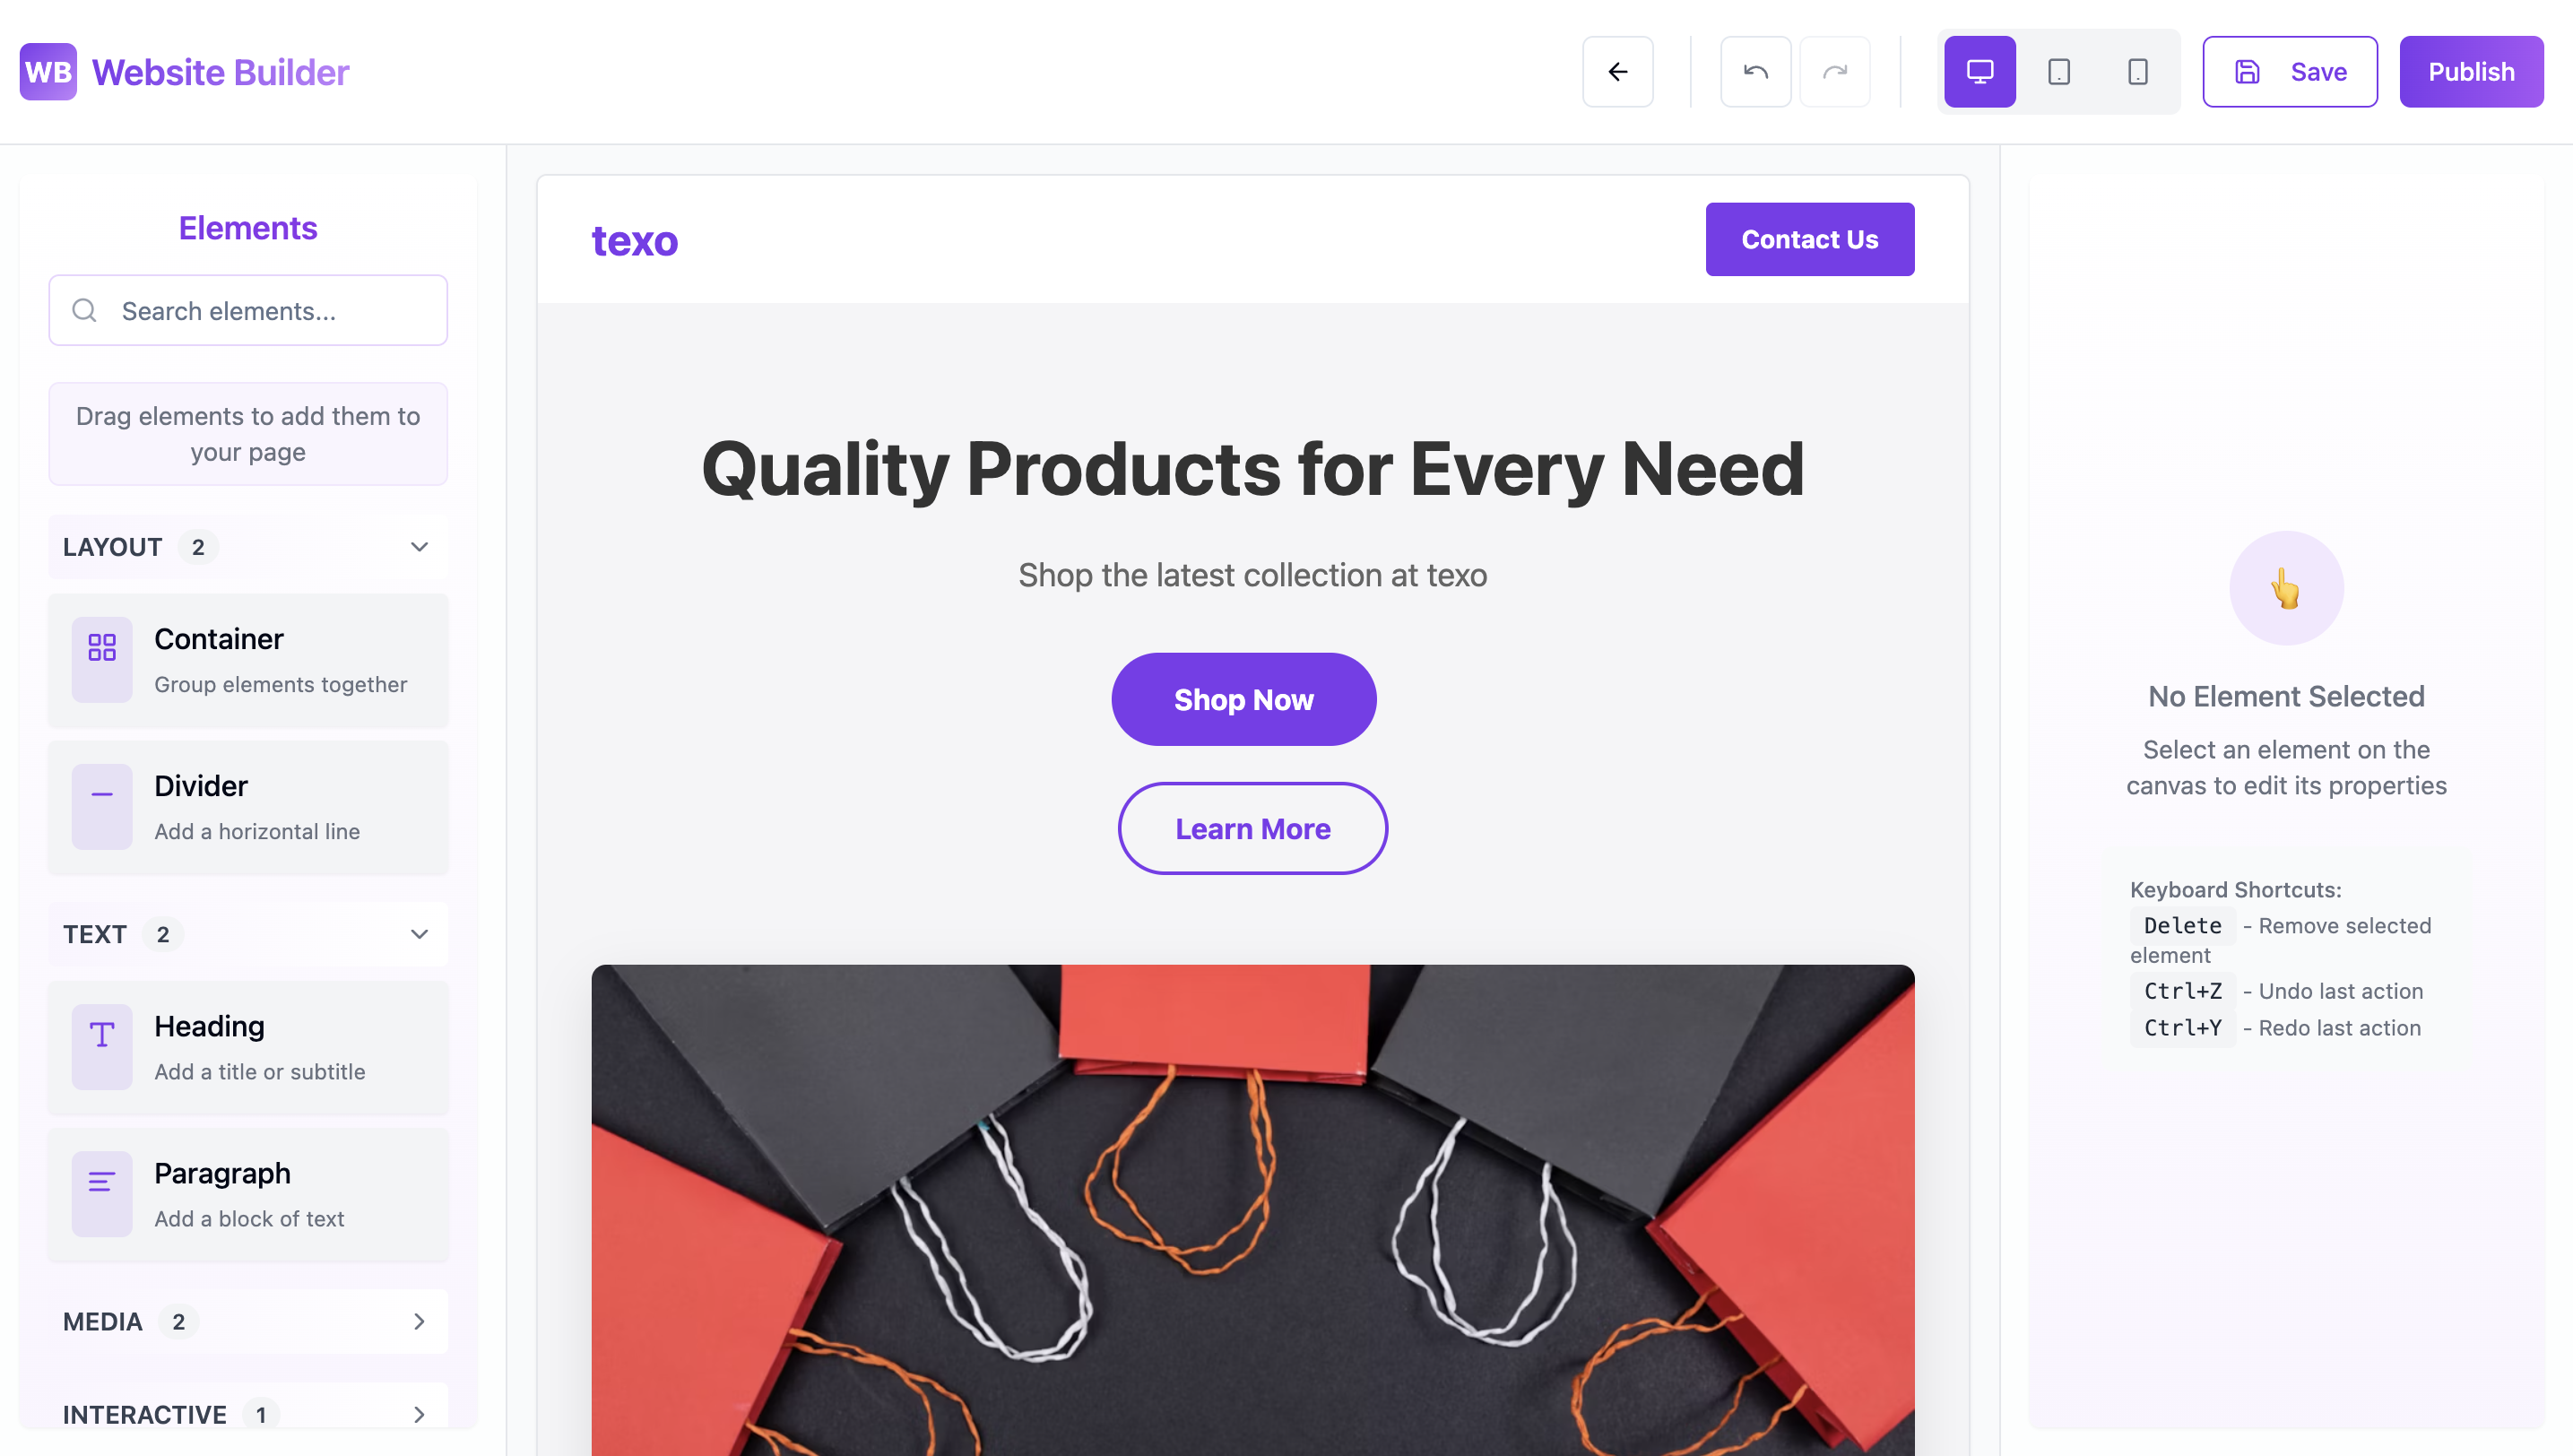 WB Website Builder
Save
Publish
Elements
Search elements...
Drag elements to add them to
your page
LAYOUT 2
Container
Group elements together
Divider
Add a horizontal line
TEXT 2
Heading
Add a title or subtitle
Paragraph
Add a block of text
MEDIA 2
INTERACTIVE 1
texo
Contact Us
Quality Products for Every Need
Shop the latest collection at texo
Shop Now
Learn More
No Element Selected
Select an element on the
canvas to edit its properties
Keyboard Shortcuts:
Delete - Remove selected
element
Ctrl+Z - Undo last action
Ctrl+Y - Redo last action